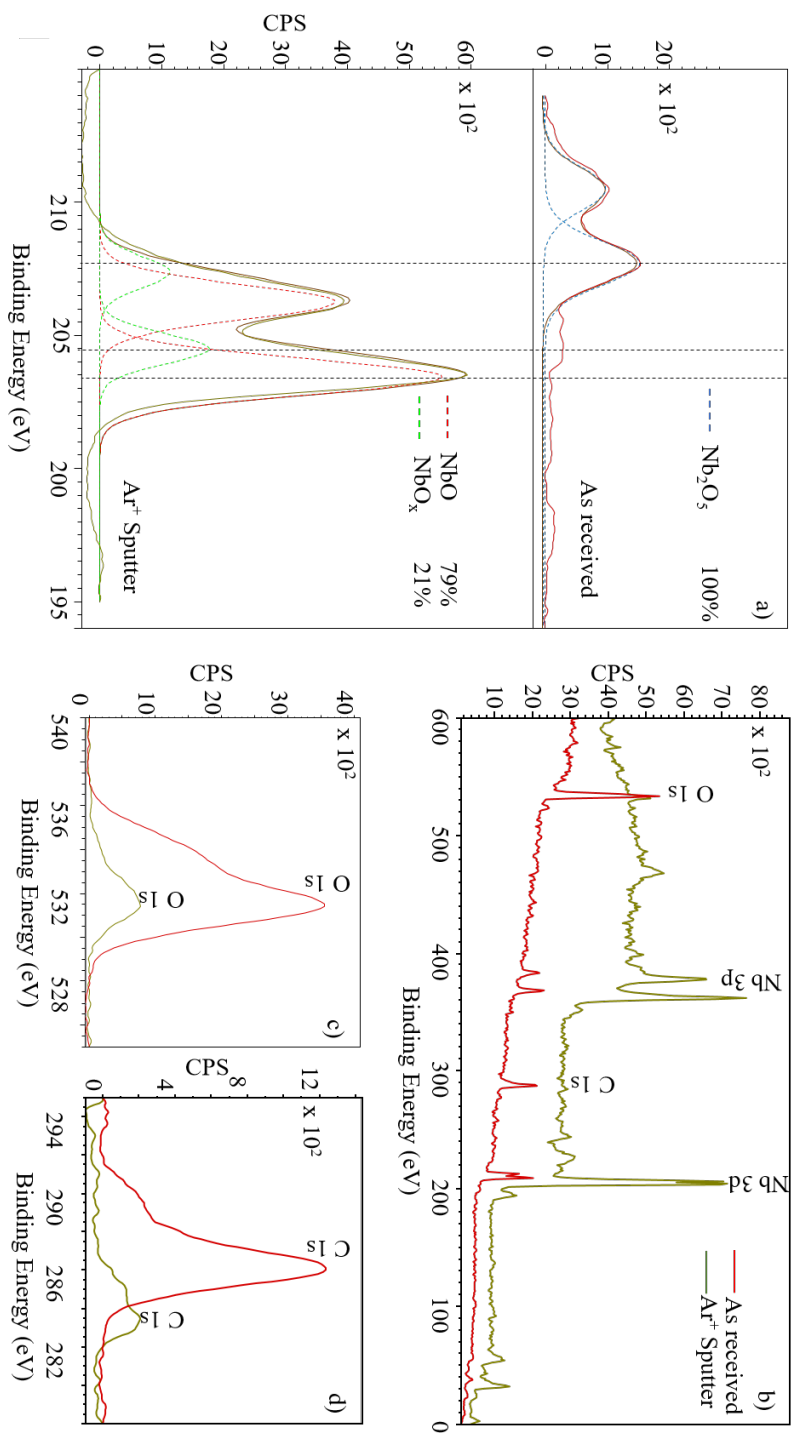 a)
x 10²
20
10
0
Nb₂O₅ 100%
As received
x 10²
60
50
40
30
20
10
0
CPS
NbO 79%
NbOₓ 21%
Ar⁺ Sputter
210 205 200 195
Binding Energy (eV)
b)
x 10²
80
70
60
50
40
30
20
10
CPS
As received
Ar⁺ Sputter
O 1s
Nb 3p
C 1s
Nb 3d
600 500 400 300 200 100 0
Binding Energy (eV)
c)
x 10²
40
30
20
10
0
CPS
O 1s
O 1s
540 536 532 528
Binding Energy (eV)
d)
x 10²
12
8
4
0
CPS
C 1s
C 1s
294 290 286 282
Binding Energy (eV)